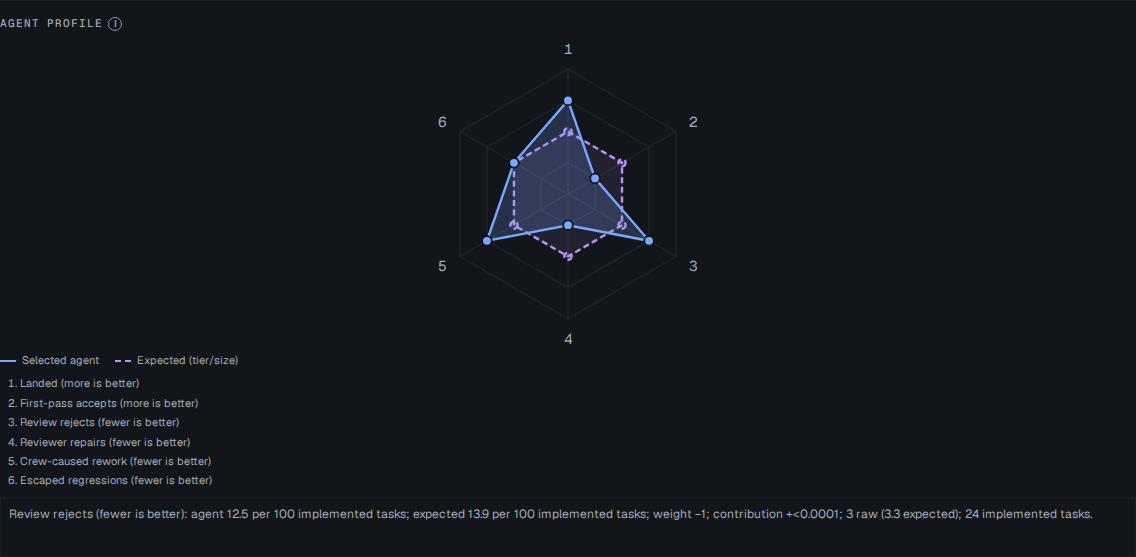 AGENT PROFILE i
1
6
2
5
3
4
Selected agent Expected (tier/size)
1. Landed (more is better)
2. First-pass accepts (more is better)
3. Review rejects (fewer is better)
4. Reviewer repairs (fewer is better)
5. Crew-caused rework (fewer is better)
6. Escaped regressions (fewer is better)
Review rejects (fewer is better): agent 12.5 per 100 implemented tasks; expected 13.9 per 100 implemented tasks; weight −1; contribution +<0.0001; 3 raw (3.3 expected); 24 implemented tasks.